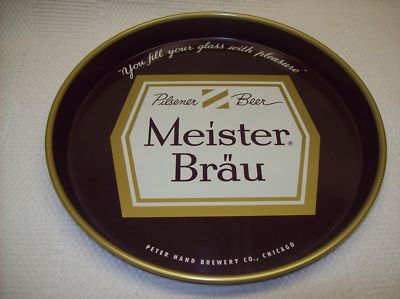 "You fill your glass with pleasure"
Pilsener Beer
Meister®
Bräu
PETER HAND BREWERY CO., CHICAGO